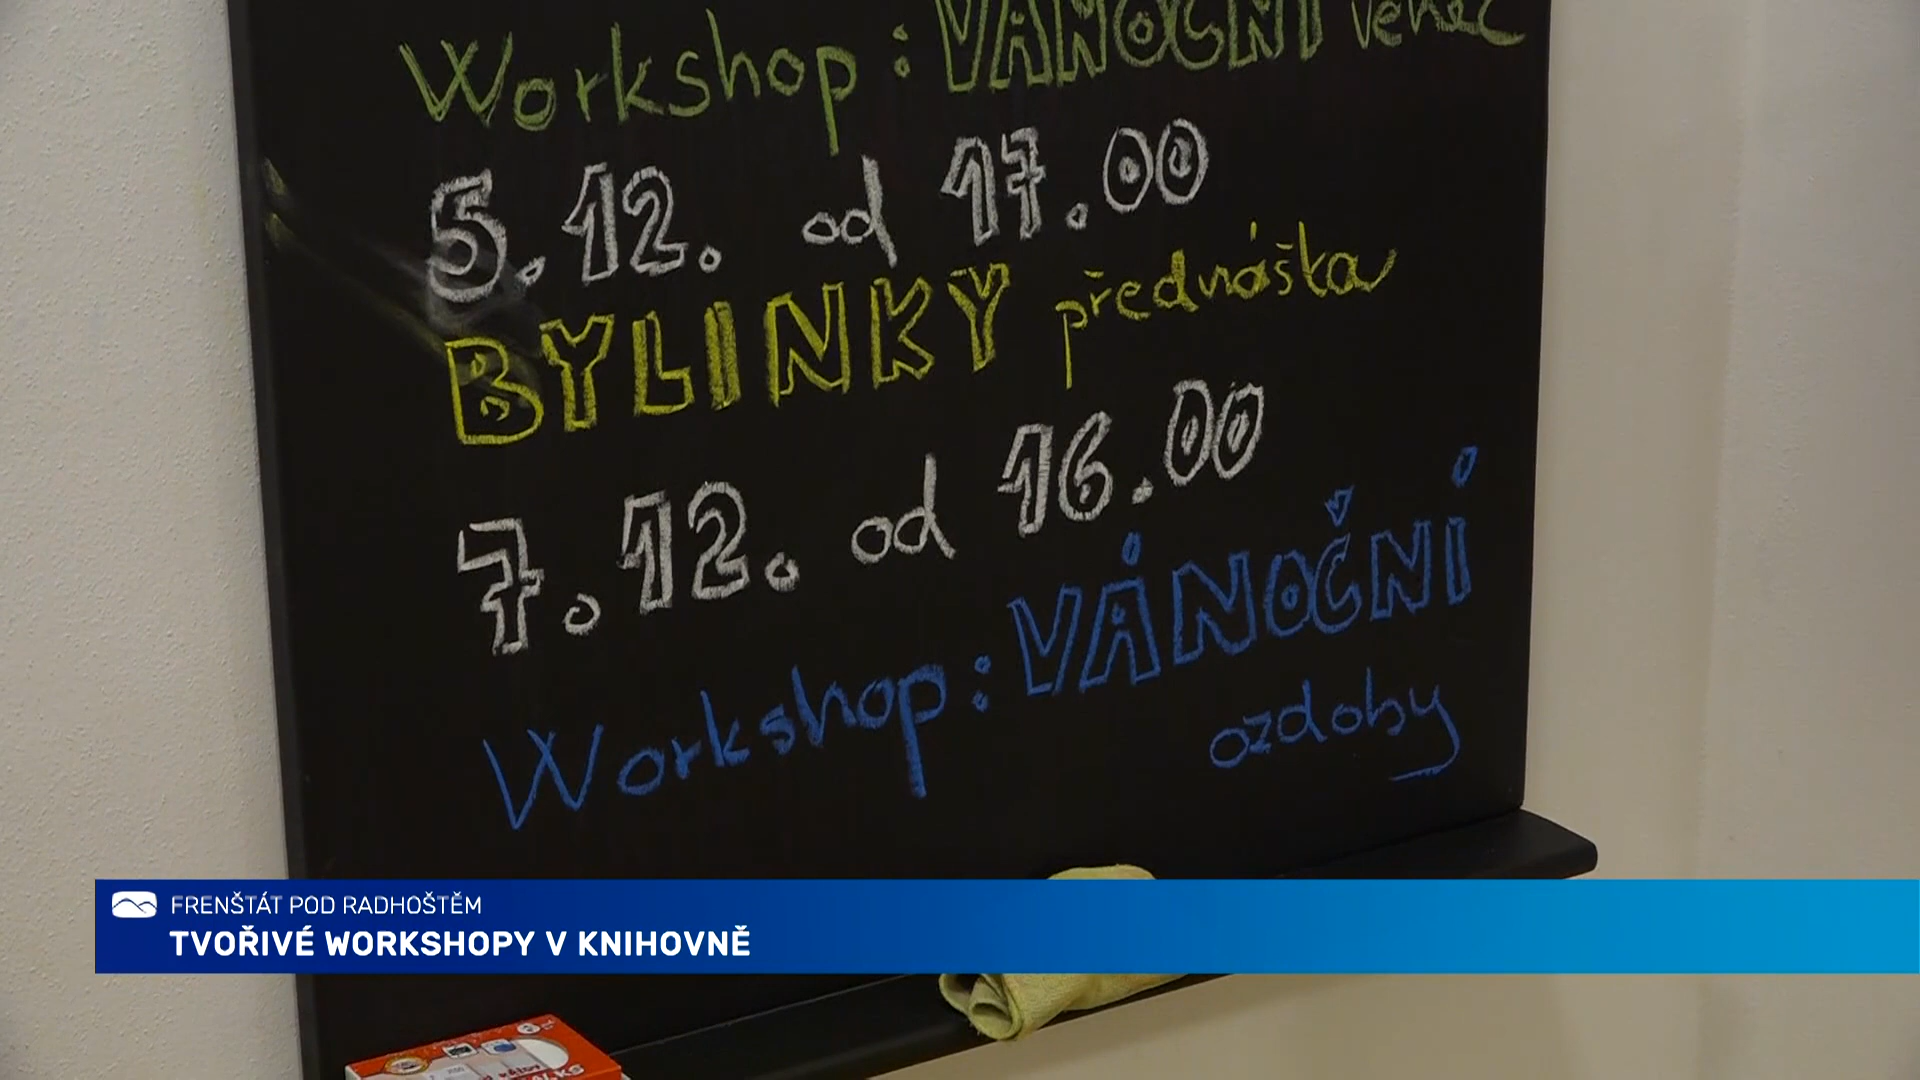 Workshop: VÁNOČNÍ věnec
5.12. od 17.00
BYLINKY přednáška
7.12. od 16.00
Workshop: VÁNOČNÍ
ozdoby
FRENŠTÁT POD RADHOŠTĚM
TVOŘIVÉ WORKSHOPY V KNIHOVNĚ